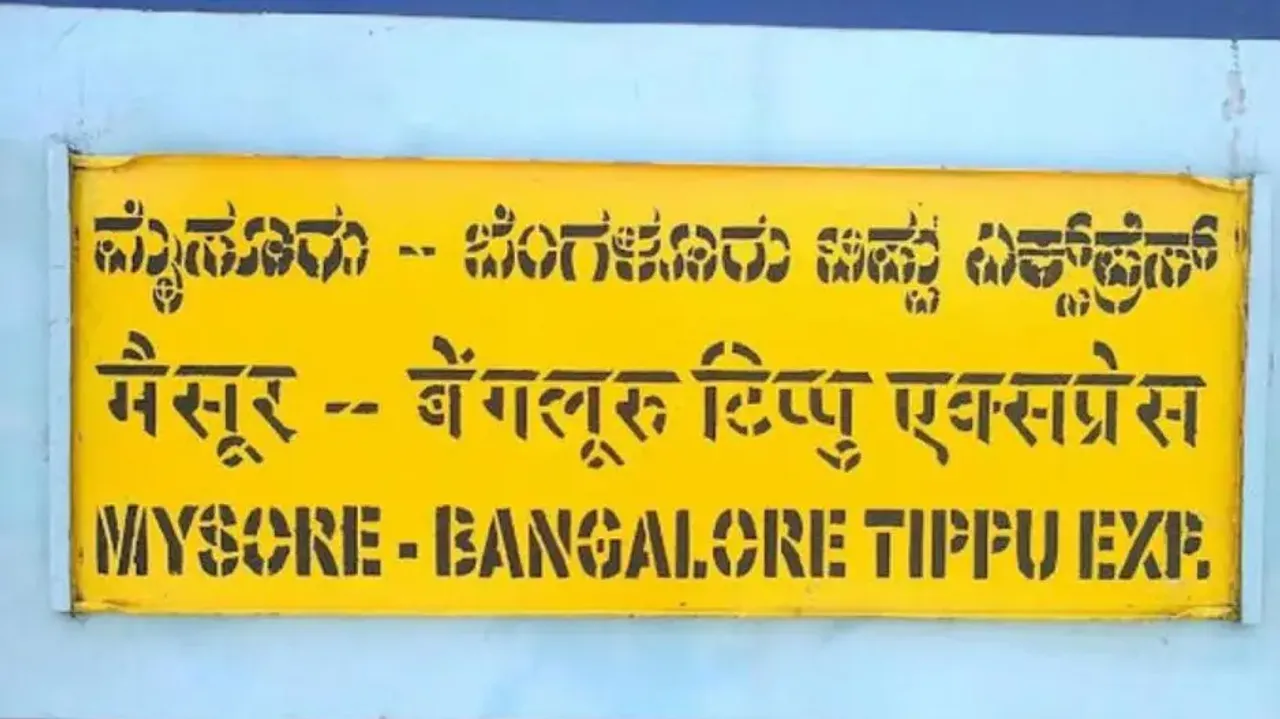 ಮೈಸೂರು - ಬೆಂಗಳೂರು ಟಿಪ್ಪು ಎಕ್ಸ್‌ಪ್ರೆಸ್
मैसूर -- बेंगलूरु टिप्पु एक्सप्रेस
MYSORE - BANGALORE TIPPU EXP.